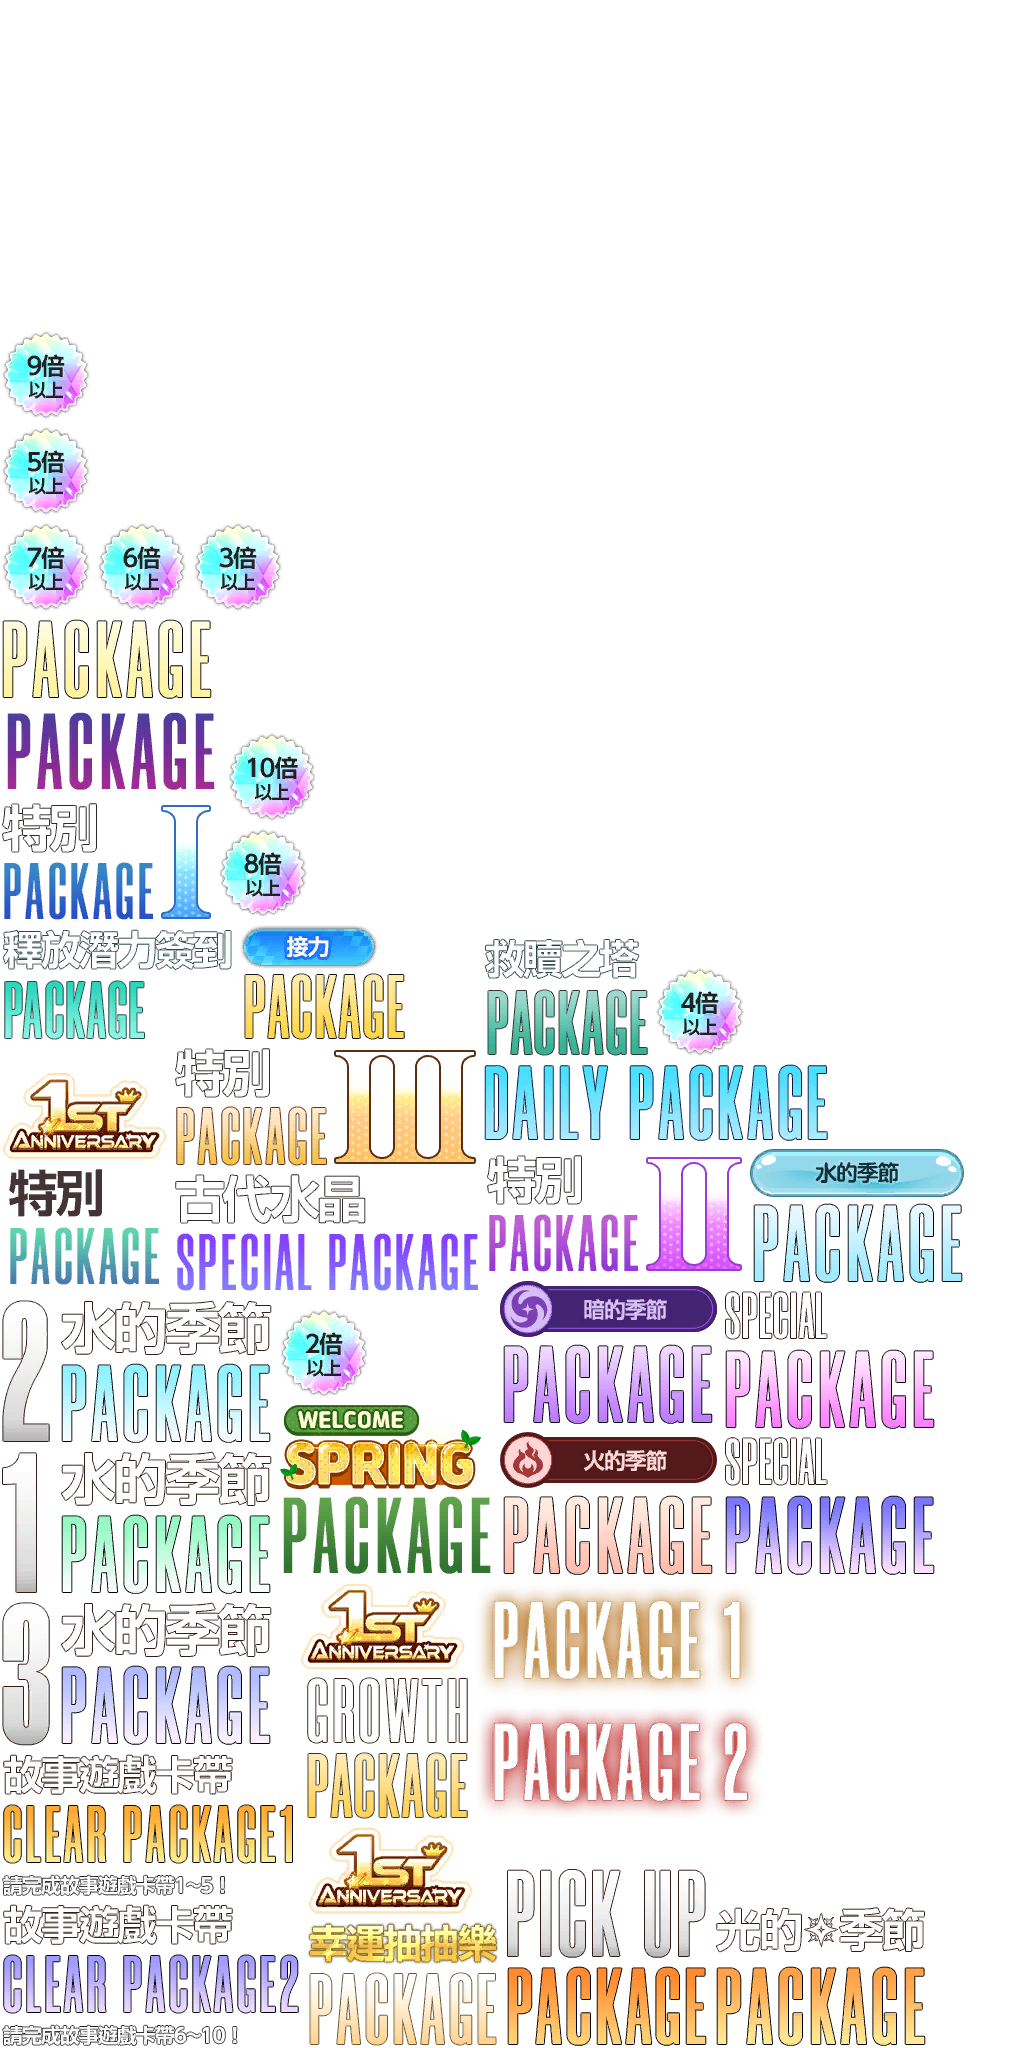 9倍
以上
5倍
以上
7倍
以上
6倍
以上
3倍
以上
PACKAGE
PACKAGE
10倍
以上
特別
PACKAGE
I
8倍
以上
釋放潛力簽到
PACKAGE
接力
PACKAGE
救贖之塔
PACKAGE
4倍
以上
1ST
ANNIVERSARY
特別
PACKAGE
特別
PACKAGE
III
DAILY PACKAGE
古代水晶
SPECIAL PACKAGE
特別
PACKAGE
II
水的季節
PACKAGE
2
水的季節
PACKAGE
2倍
以上
暗的季節
PACKAGE
SPECIAL
PACKAGE
WELCOME
SPRING
PACKAGE
1
水的季節
PACKAGE
火的季節
PACKAGE
SPECIAL
PACKAGE
3
水的季節
PACKAGE
1ST
ANNIVERSARY
GROWTH
PACKAGE
PACKAGE 1
PACKAGE 2
故事遊戲卡帶
CLEAR PACKAGE1
請完成故事遊戲卡帶1~5！
故事遊戲卡帶
CLEAR PACKAGE2
請完成故事遊戲卡帶6~10！
1ST
ANNIVERSARY
幸運抽抽樂
PACKAGE
PICK UP
PACKAGE
光的季節
PACKAGE